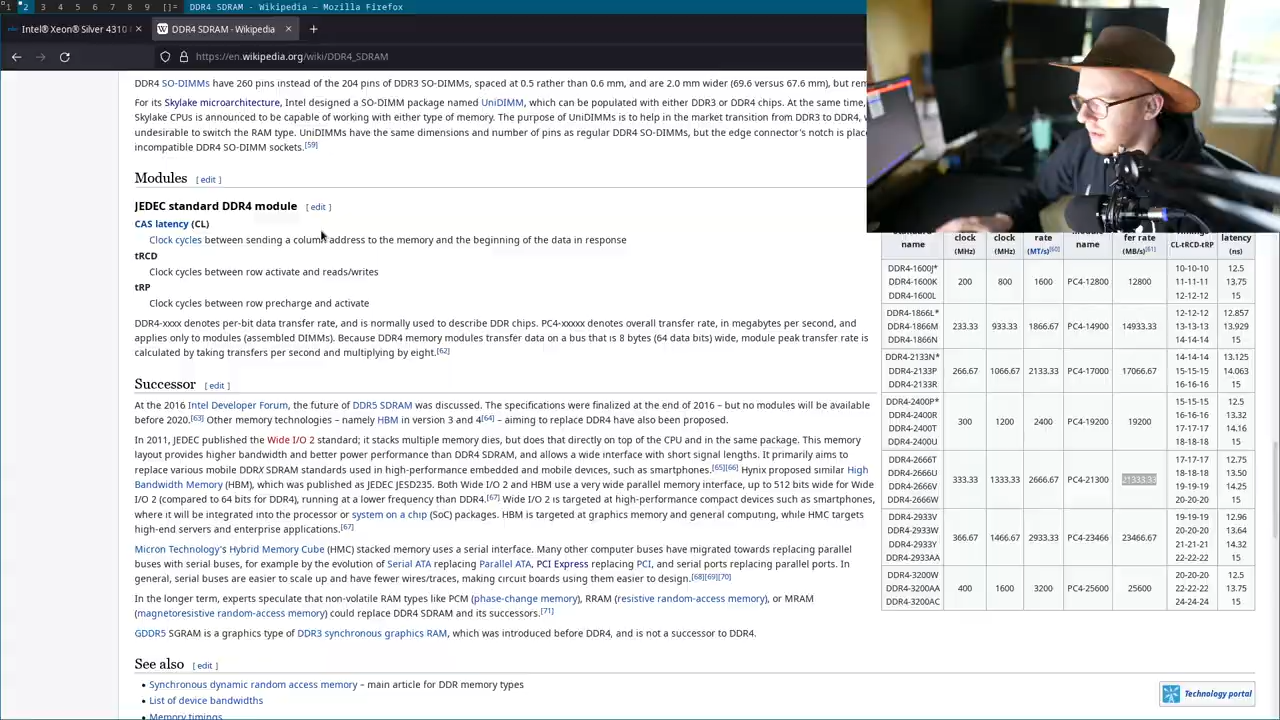 1 2 3 4 5 6 7 8 9 []= DDR4 SDRAM - Wikipedia — Mozilla Firefox
Intel® Xeon® Silver 4310
DDR4 SDRAM - Wikipedia
https://en.wikipedia.org/wiki/DDR4_SDRAM
DDR4 SO-DIMMs have 260 pins instead of the 204 pins of DDR3 SO-DIMMs, spaced at 0.5 rather than 0.6 mm, and are 2.0 mm wider (69.6 versus 67.6 mm), but
For its Skylake microarchitecture, Intel designed a SO-DIMM package named UniDIMM, which can be populated with either DDR3 or DDR4 chips. At the same time,
Skylake CPUs is announced to be capable of working with either type of memory. The purpose of UniDIMMs is to help in the market transition from DDR3 to DDR4,
undesirable to switch the RAM type. UniDIMMs have the same dimensions and number of pins as regular DDR4 SO-DIMMs, but the edge connector's notch is
incompatible DDR4 SO-DIMM sockets.[59]
Modules [ edit ]
JEDEC standard DDR4 module [ edit ]
CAS latency (CL)
Clock cycles between sending a column address to the memory and the beginning of the data in response
tRCD
Clock cycles between row activate and reads/writes
tRP
Clock cycles between row precharge and activate
DDR4-xxxx denotes per-bit data transfer rate, and is normally used to describe DDR chips. PC4-xxxxx denotes overall transfer rate, in megabytes per second, and
applies only to modules (assembled DIMMs). Because DDR4 memory modules transfer data on a bus that is 8 bytes (64 data bits) wide, module peak transfer rate is
calculated by taking transfers per second and multiplying by eight.[62]
Successor [ edit ]
At the 2016 Intel Developer Forum, the future of DDR5 SDRAM was discussed. The specifications were finalized at the end of 2016 – but no modules will be available
before 2020.[63] Other memory technologies – namely HBM in version 3 and 4[64] – aiming to replace DDR4 have also been proposed.
In 2011, JEDEC published the Wide I/O 2 standard; it stacks multiple memory dies, but does that directly on top of the CPU and in the same package. This memory
layout provides higher bandwidth and better power performance than DDR4 SDRAM, and allows a wide interface with short signal lengths. It primarily aims to
replace various mobile DDRX SDRAM standards used in high-performance embedded and mobile devices, such as smartphones.[65][66] Hynix proposed similar High
Bandwidth Memory (HBM), which was published as JEDEC JESD235. Both Wide I/O 2 and HBM use a very wide parallel memory interface, up to 512 bits wide for Wide
I/O 2 (compared to 64 bits for DDR4), running at a lower frequency than DDR4.[67] Wide I/O 2 is targeted at high-performance compact devices such as smartphones,
where it will be integrated into the processor or system on a chip (SoC) packages. HBM is targeted at graphics memory and general computing, while HMC targets
high-end servers and enterprise applications.[67]
Micron Technology's Hybrid Memory Cube (HMC) stacked memory uses a serial interface. Many other computer buses have migrated towards replacing parallel
buses with serial buses, for example by the evolution of Serial ATA replacing Parallel ATA, PCI Express replacing PCI, and serial ports replacing parallel ports. In
general, serial buses are easier to scale up and have fewer wires/traces, making circuit boards using them easier to design.[68][69][70]
In the longer term, experts speculate that non-volatile RAM types like PCM (phase-change memory), RRAM (resistive random-access memory), or MRAM
(magnetoresistive random-access memory) could replace DDR4 SDRAM and its successors.[71]
GDDR5 SGRAM is a graphics type of DDR3 synchronous graphics RAM, which was introduced before DDR4, and is not a successor to DDR4.
See also [ edit ]
• Synchronous dynamic random access memory – main article for DDR memory types
• List of device bandwidths
• Memory timings
name clock (MHz) clock (MHz) rate (MT/s)[60] name fer rate (MB/s)[61] CL-tRCD-tRP latency (ns)
DDR4-1600J* 10-10-10 12.5
DDR4-1600K 200 800 1600 PC4-12800 12800 11-11-11 13.75
DDR4-1600L 12-12-12 15
DDR4-1866L* 12-12-12 12.857
DDR4-1866M 233.33 933.33 1866.67 PC4-14900 14933.33 13-13-13 13.929
DDR4-1866N 14-14-14 15
DDR4-2133N* 14-14-14 13.125
DDR4-2133P 266.67 1066.67 2133.33 PC4-17000 17066.67 15-15-15 14.063
DDR4-2133R 16-16-16 15
DDR4-2400P* 15-15-15 12.5
DDR4-2400R 16-16-16 13.32
300 1200 2400 PC4-19200 19200
DDR4-2400T 17-17-17 14.16
DDR4-2400U 18-18-18 15
DDR4-2666T 17-17-17 12.75
DDR4-2666U 18-18-18 13.50
333.33 1333.33 2666.67 PC4-21300 21333.33
DDR4-2666V 19-19-19 14.25
DDR4-2666W 20-20-20 15
DDR4-2933V 19-19-19 12.96
DDR4-2933W 20-20-20 13.64
366.67 1466.67 2933.33 PC4-23466 23466.67
DDR4-2933Y 21-21-21 14.32
DDR4-2933AA 22-22-22 15
DDR4-3200W 20-20-20 12.5
DDR4-3200AA 400 1600 3200 PC4-25600 25600 22-22-22 13.75
DDR4-3200AC 24-24-24 15
Technology portal